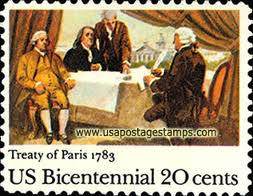 www.usapostagestamps.com
Treaty of Paris 1783
US Bicentennial 20 cents